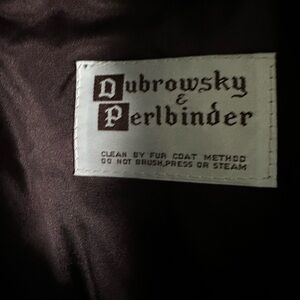 Dubrowsky
&
Perlbinder
CLEAN BY FUR COAT METHOD
DO NOT BRUSH,PRESS OR STEAM